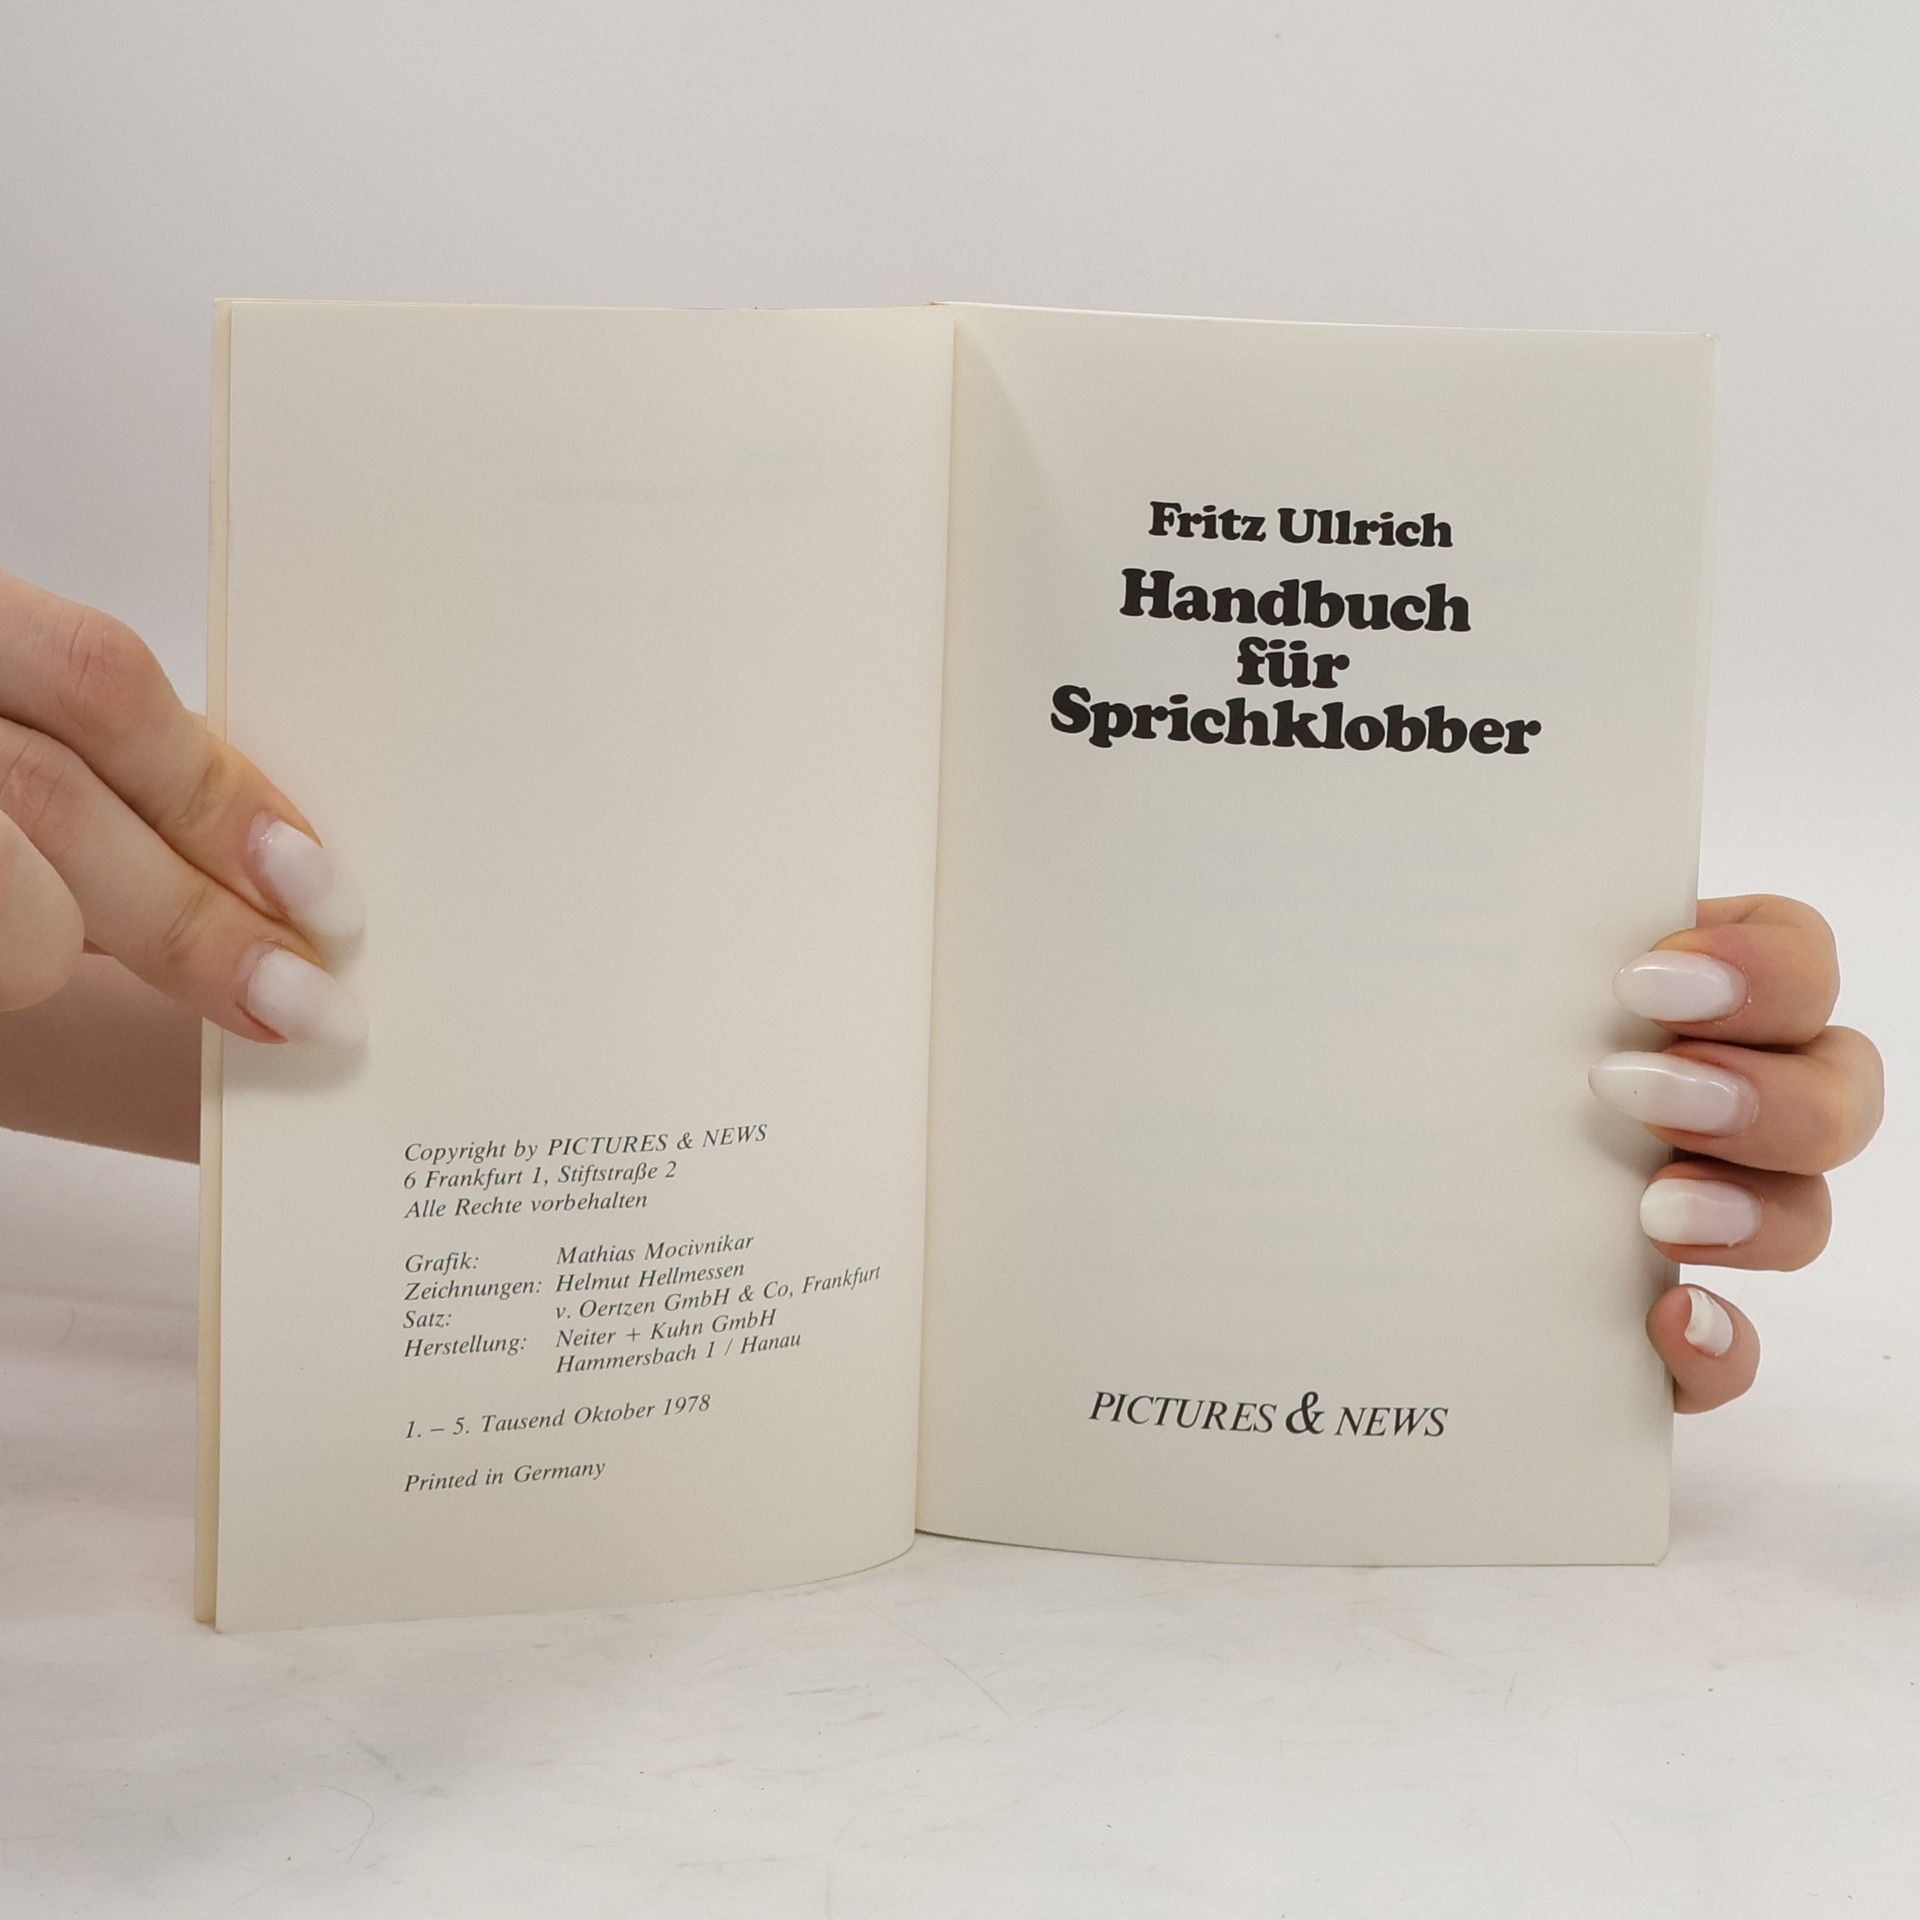 Copyright by PICTURES & NEWS
6 Frankfurt 1, Stiftstraße 2
Alle Rechte vorbehalten
Grafik: Mathias Mocivnikar
Zeichnungen: Helmut Hellmessen
Satz: v. Oertzen GmbH & Co, Frankfurt
Herstellung: Neiter + Kuhn GmbH
Hammersbach 1 / Hanau
1. – 5. Tausend Oktober 1978
Printed in Germany
Fritz Ullrich
Handbuch
für
Sprichklobber
PICTURES & NEWS